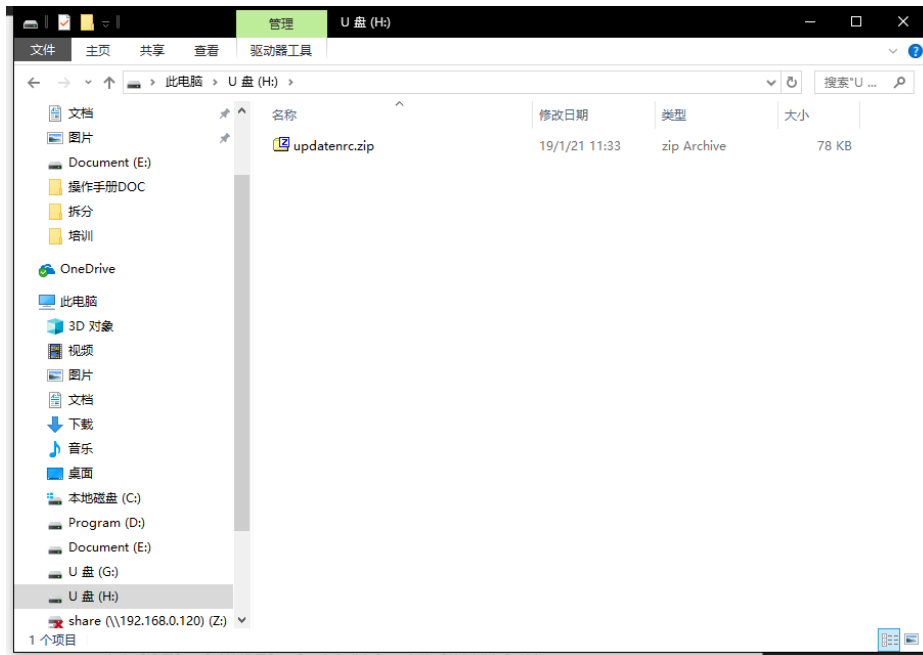 管理
U 盘 (H:)
文件
主页
共享
查看
驱动器工具
此电脑
U 盘 (H:)
搜索"U ...
文档
图片
Document (E:)
操作手册DOC
拆分
培训
OneDrive
此电脑
3D 对象
视频
图片
文档
下载
音乐
桌面
本地磁盘 (C:)
Program (D:)
Document (E:)
U 盘 (G:)
U 盘 (H:)
share (\\192.168.0.120) (Z:)
名称
修改日期
类型
大小
updatenrc.zip
19/1/21 11:33
zip Archive
78 KB
1 个项目